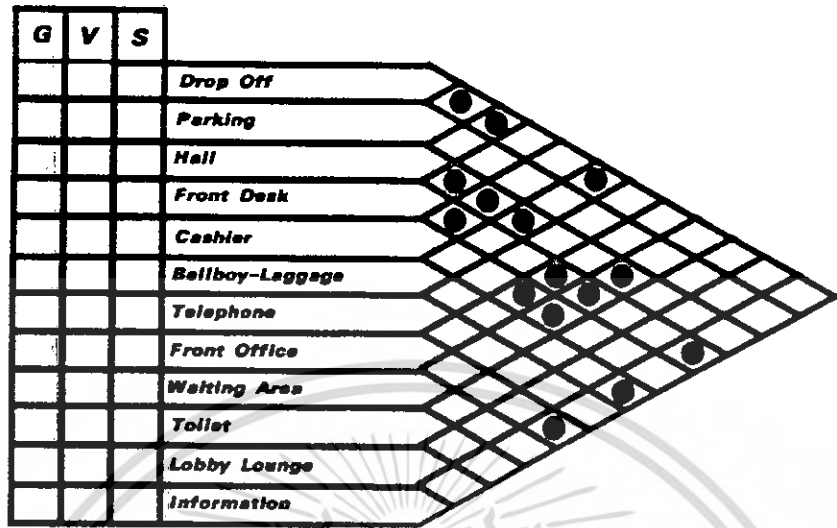 G V S
Drop Off
Parking
Hall
Front Desk
Cashier
Bellboy-Laggage
Telephone
Front Office
Waiting Area
Toilet
Lobby Lounge
Information